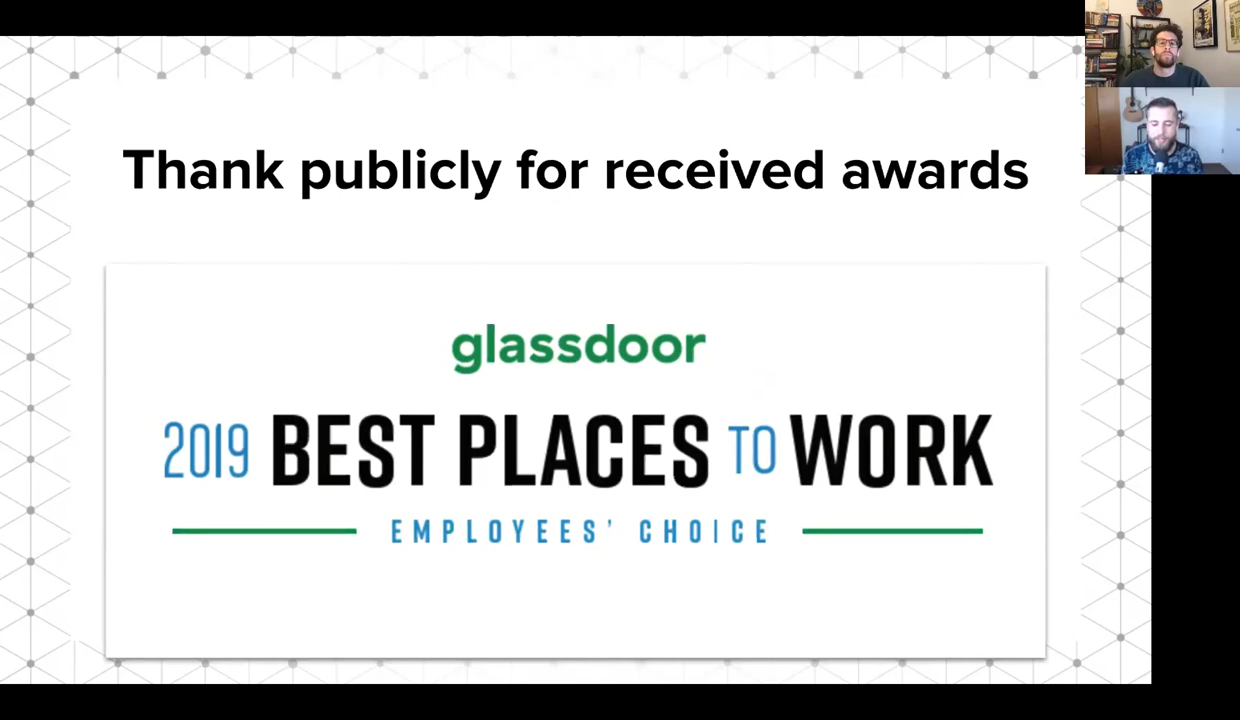 Thank publicly for received awards
glassdoor
2019 BEST PLACES TO WORK
EMPLOYEES' CHOICE